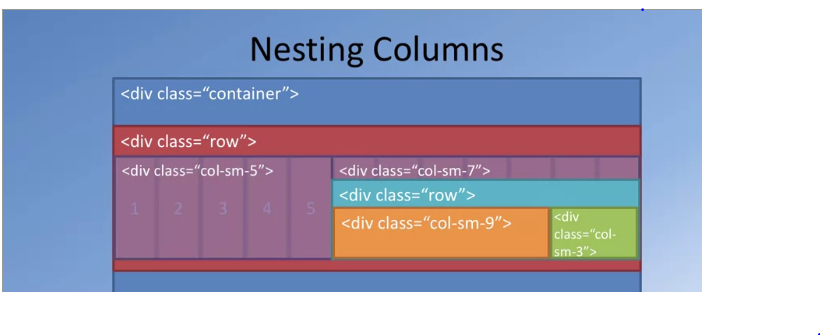 Nesting Columns
<div class=“container”>
<div class=“row”>
<div class=“col-sm-5”>
<div class=“col-sm-7”>
<div class=“row”>
1 2 3 4 5
<div class=“col-sm-9”>
<div
class=“col-
sm-3”>